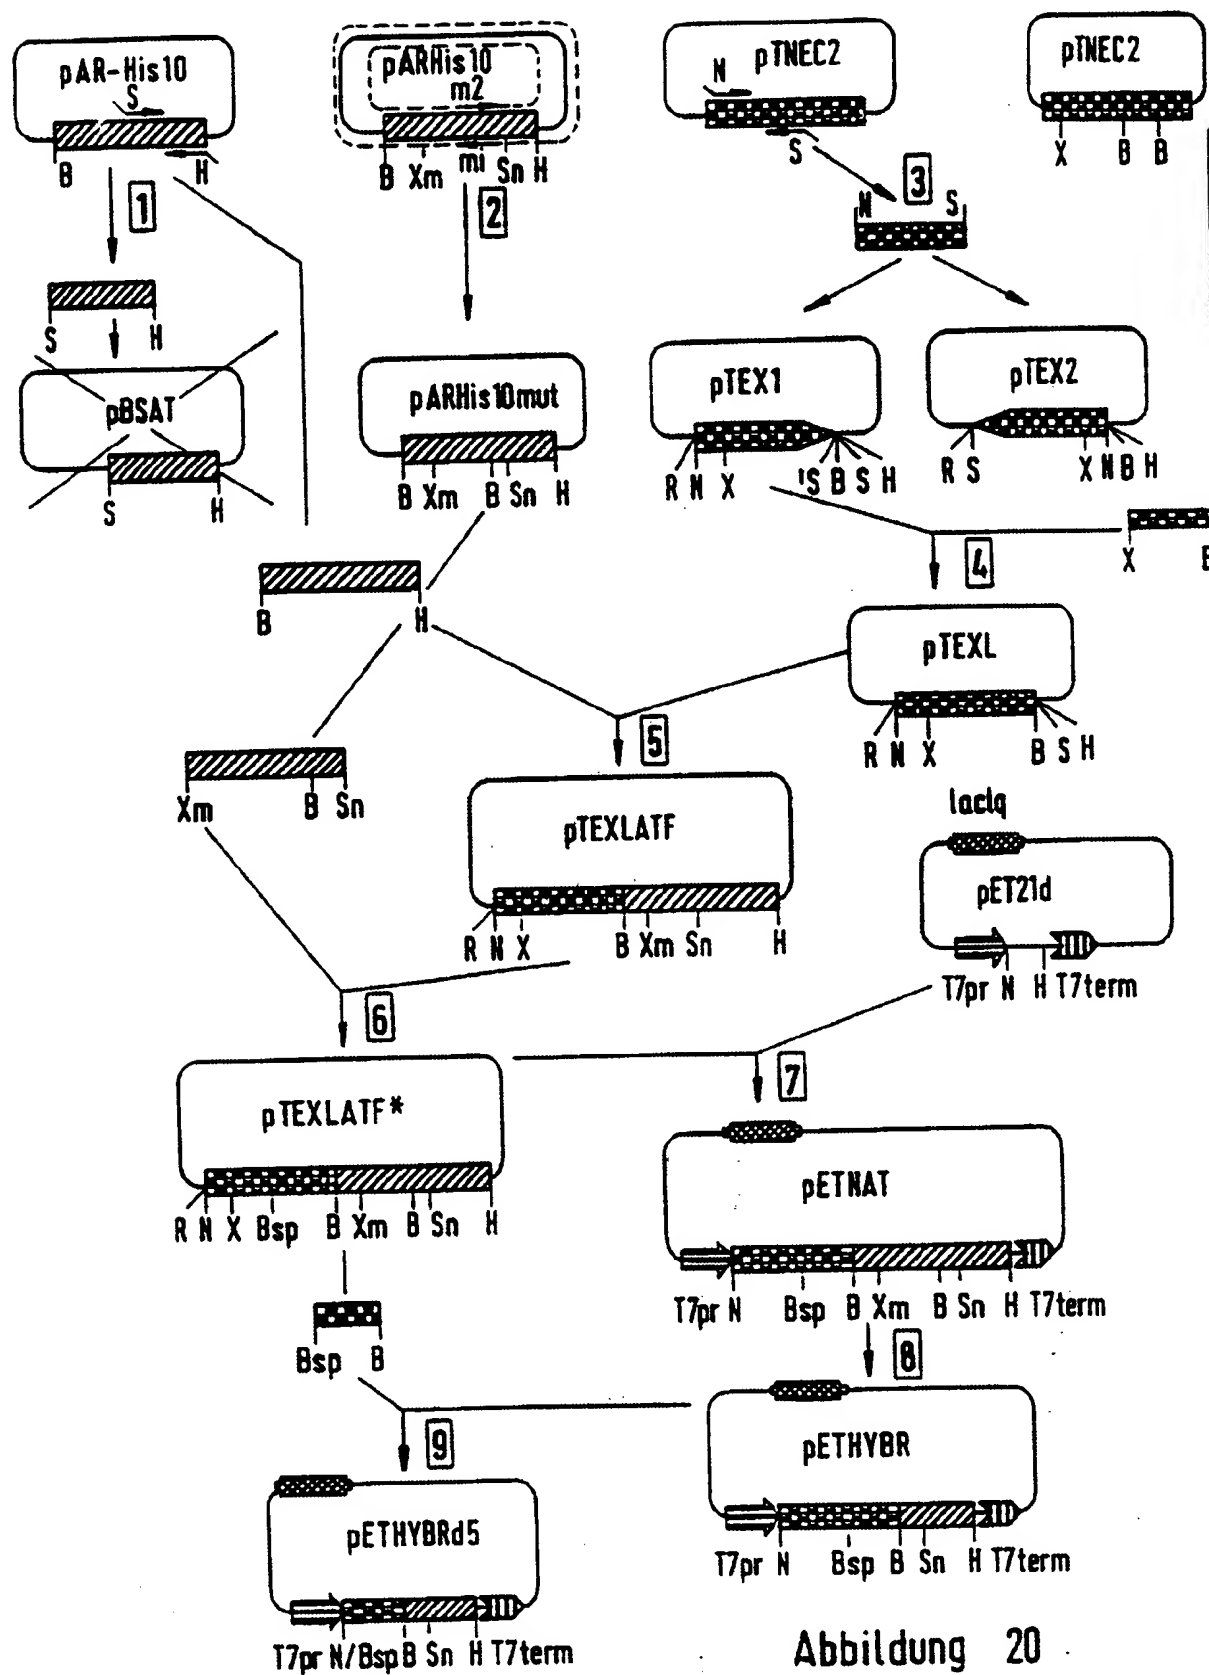 pAR-His10
S
B H
1
S H
pBSAT
S H
pARHis10
m2
B Xm mi Sn H
2
pARHis10mut
B Xm B Sn H
pTNEC2
N
S
3
N S
pTNEC2
X B B
pTEX1
R N X 'S B S H
pTEX2
R S X N B H
4
X
B H
pTEXL
R N X B S H
5
Xm B Sn
pTEXLATF
R N X B Xm Sn H
lacIq
pET21d
T7pr N H T7term
6
pTEXLATF*
R N X Bsp B Xm B Sn H
7
pETNAT
T7pr N Bsp B Xm B Sn H T7term
Bsp B
8
pETHYBR
T7pr N Bsp B Sn H T7term
9
pETHYBRd5
T7pr N/Bsp B Sn H T7term
Abbildung 20